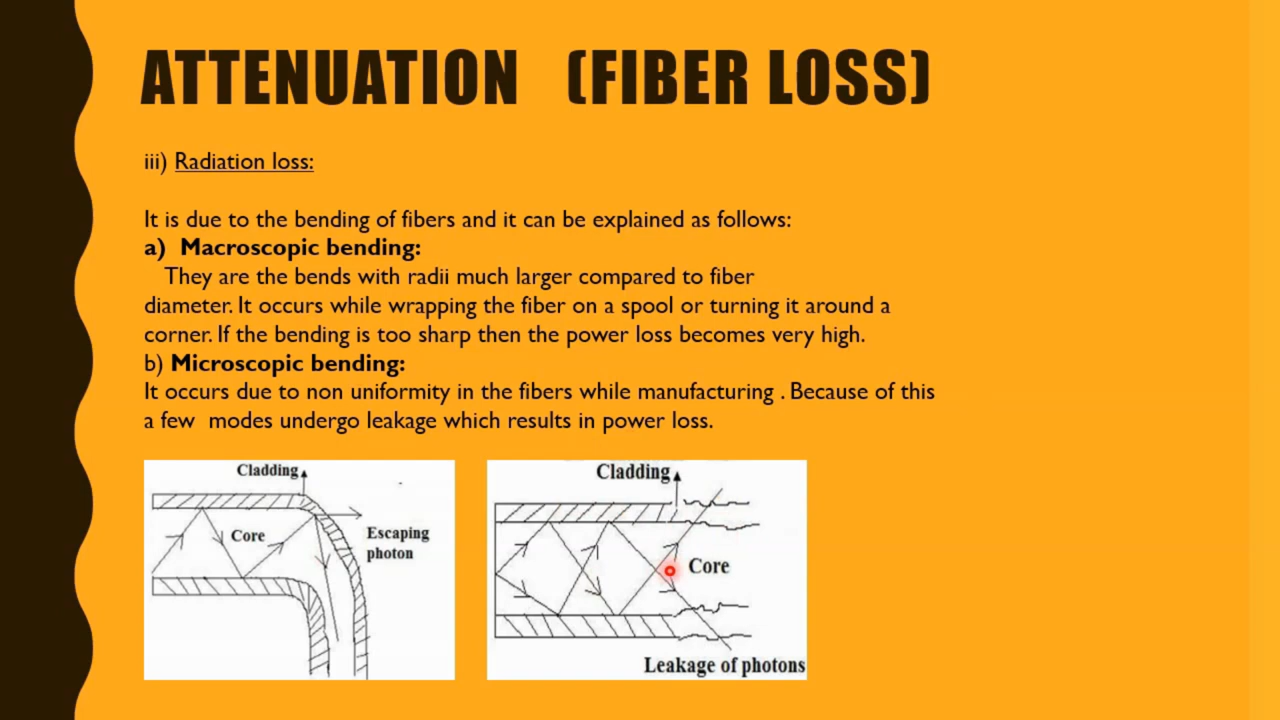 ATTENUATION (FIBER LOSS)
iii) Radiation loss:
It is due to the bending of fibers and it can be explained as follows:
a) Macroscopic bending:
They are the bends with radii much larger compared to fiber
diameter. It occurs while wrapping the fiber on a spool or turning it around a
corner. If the bending is too sharp then the power loss becomes very high.
b) Microscopic bending:
It occurs due to non uniformity in the fibers while manufacturing . Because of this
a few modes undergo leakage which results in power loss.
Cladding
Core
Escaping
photon
Cladding
Core
Leakage of photons